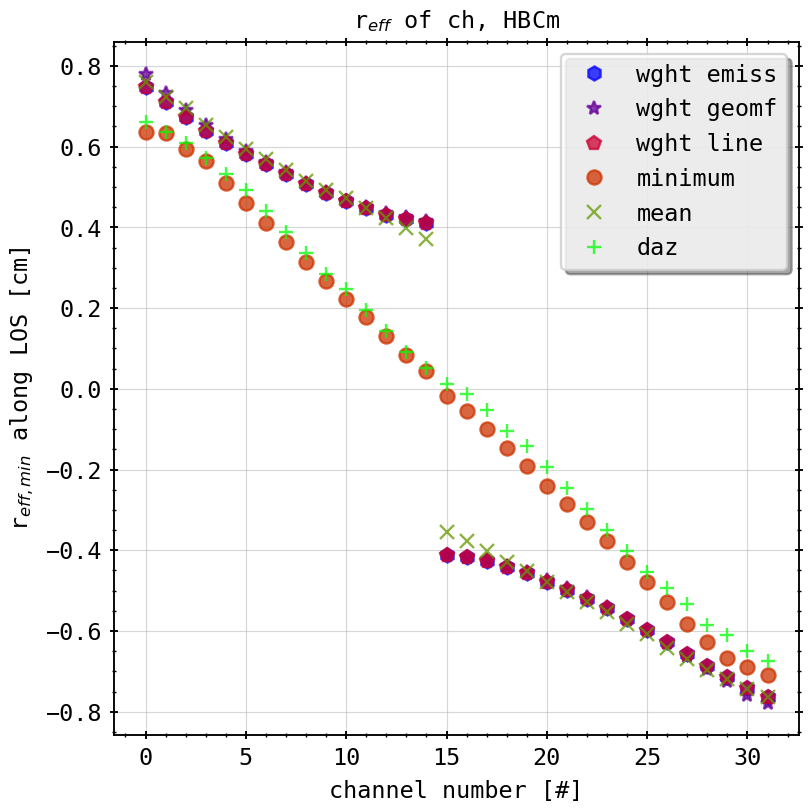 r_eff of ch, HBCm
wght emiss
wght geomf
wght line
minimum
mean
daz
r_eff,min along LOS [cm]
0.8
0.6
0.4
0.2
0.0
−0.2
−0.4
−0.6
−0.8
0 5 10 15 20 25 30
channel number [#]